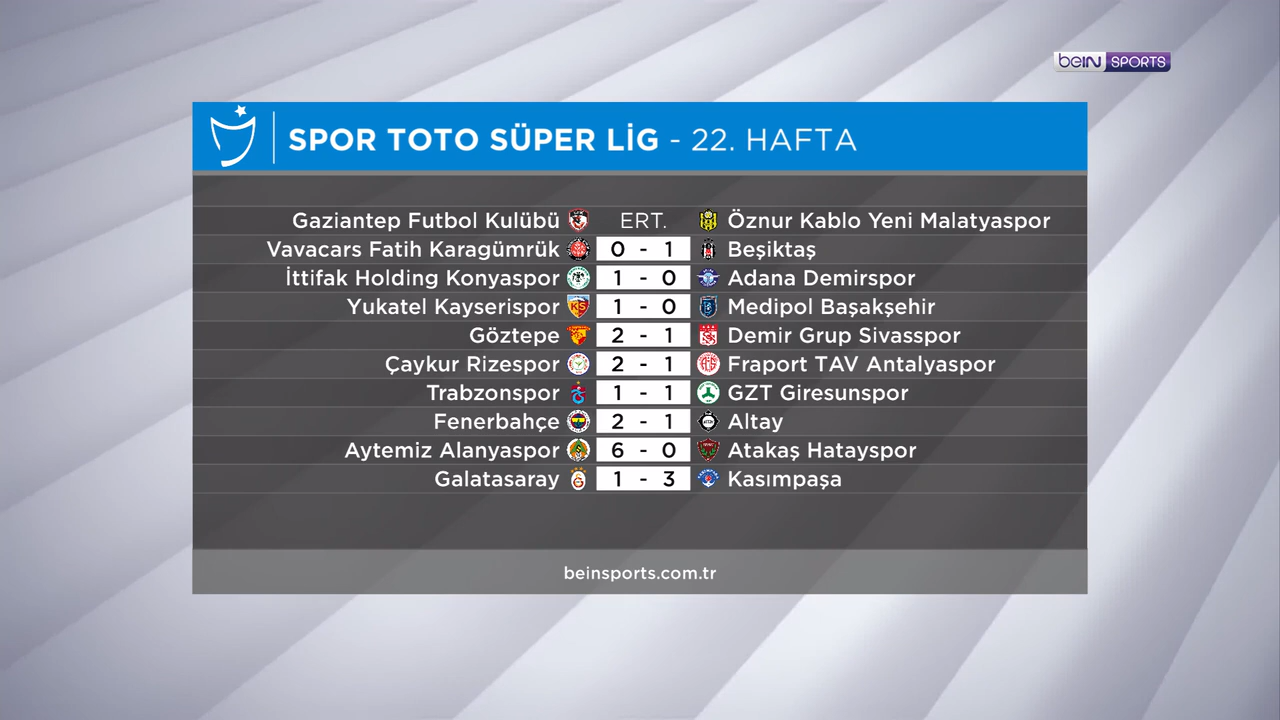 beIN SPORTS
SPOR TOTO SÜPER LİG - 22. HAFTA
Gaziantep Futbol Kulübü ERT. Öznur Kablo Yeni Malatyaspor
Vavacars Fatih Karagümrük 0 - 1 Beşiktaş
İttifak Holding Konyaspor 1 - 0 Adana Demirspor
Yukatel Kayserispor 1 - 0 Medipol Başakşehir
Göztepe 2 - 1 Demir Grup Sivasspor
Çaykur Rizespor 2 - 1 Fraport TAV Antalyaspor
Trabzonspor 1 - 1 GZT Giresunspor
Fenerbahçe 2 - 1 Altay
Aytemiz Alanyaspor 6 - 0 Atakaş Hatayspor
Galatasaray 1 - 3 Kasımpaşa
beinsports.com.tr